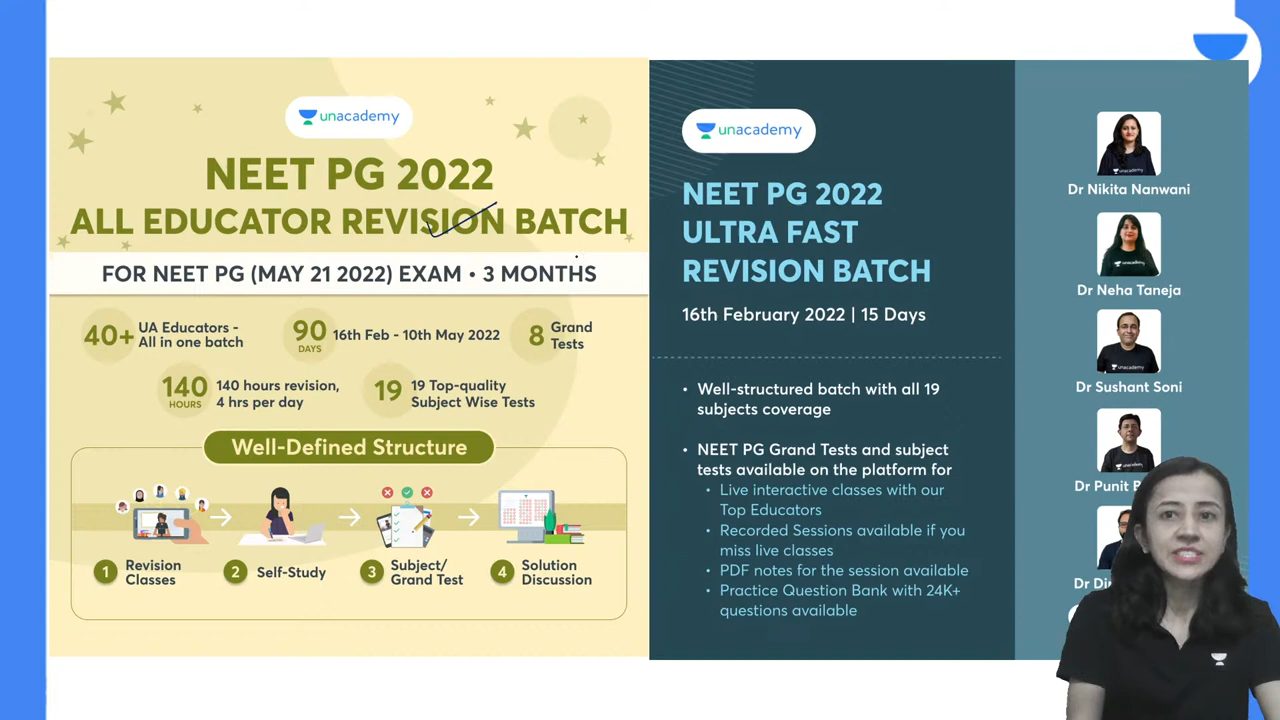 unacademy
NEET PG 2022
ALL EDUCATOR REVISION BATCH
FOR NEET PG (MAY 21 2022) EXAM • 3 MONTHS
40+
UA Educators -
All in one batch
90
DAYS
16th Feb - 10th May 2022
8
Grand
Tests
140
HOURS
140 hours revision,
4 hrs per day
19
19 Top-quality
Subject Wise Tests
Well-Defined Structure
1
Revision
Classes
2
Self-Study
3
Subject/
Grand Test
4
Solution
Discussion
unacademy
NEET PG 2022
ULTRA FAST
REVISION BATCH
16th February 2022 | 15 Days
• Well-structured batch with all 19
subjects coverage
• NEET PG Grand Tests and subject
tests available on the platform for
• Live interactive classes with our
Top Educators
• Recorded Sessions available if you
miss live classes
• PDF notes for the session available
• Practice Question Bank with 24K+
questions available
Dr Nikita Nanwani
Dr Neha Taneja
Dr Sushant Soni
Dr Punit
Dr